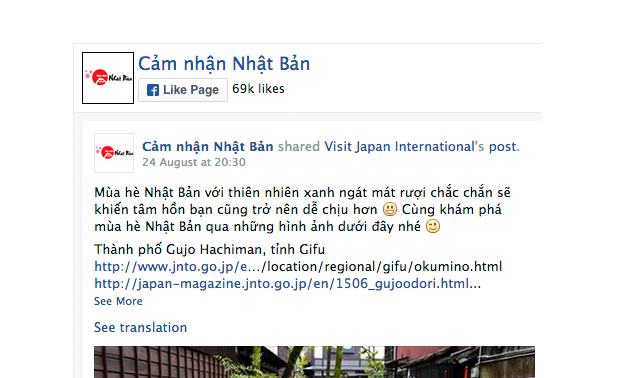 Cảm nhận Nhật Bản
Like Page 69k likes
Cảm nhận Nhật Bản shared Visit Japan International's post.
24 August at 20:30
Mùa hè Nhật Bản với thiên nhiên xanh ngát mát rượi chắc chắn sẽ
khiến tâm hồn bạn cũng trở nên dễ chịu hơn 😃 Cùng khám phá
mùa hè Nhật Bản qua những hình ảnh dưới đây nhé 😉
Thành phố Gujo Hachiman, tỉnh Gifu
http://www.jnto.go.jp/e.../location/regional/gifu/okumino.html
http://japan-magazine.jnto.go.jp/en/1506_gujoodori.html...
See More
See translation